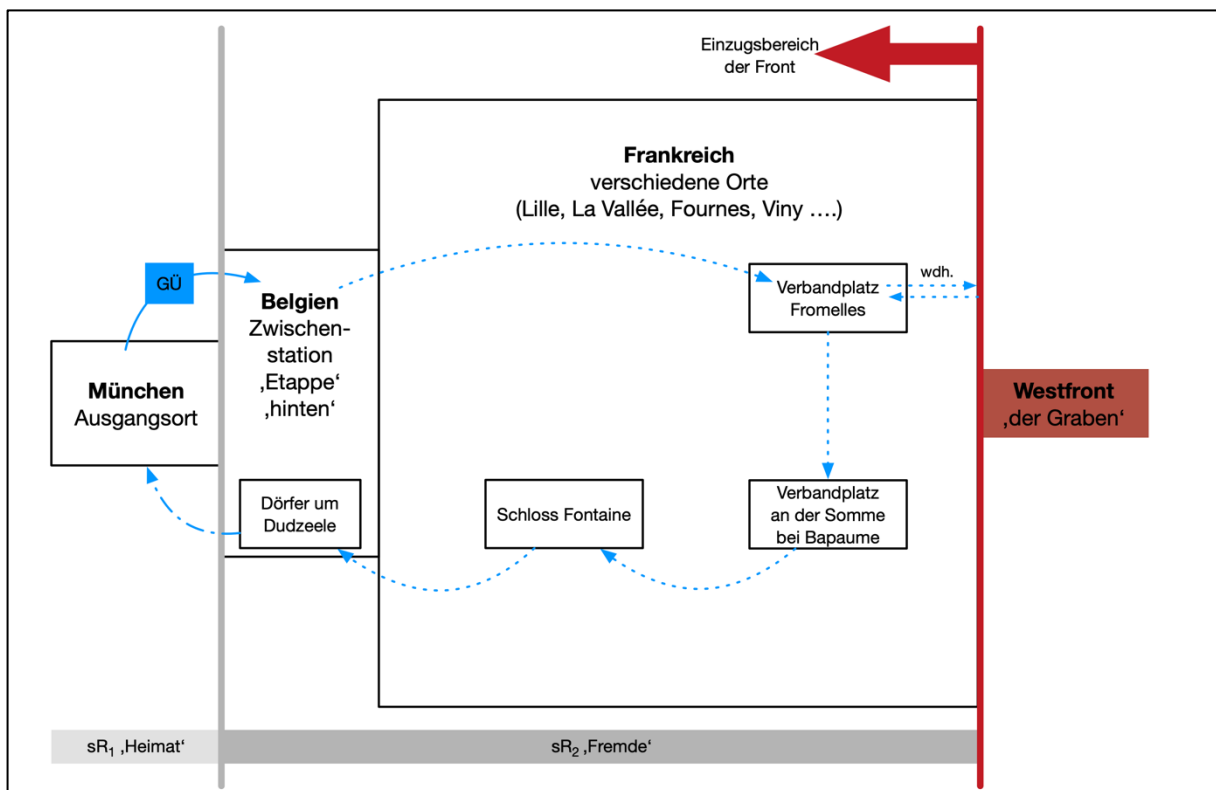 Einzugsbereich
der Front
Frankreich
verschiedene Orte
(Lille, La Vallée, Fournes, Viny ….)
GÜ
Belgien
Zwischen-
station
‚Etappe‘
‚hinten‘
Verbandplatz
Fromelles
wdh.
München
Ausgangsort
Westfront
‚der Graben‘
Dörfer um
Dudzeele
Schloss Fontaine
Verbandplatz
an der Somme
bei Bapaume
sR₁ ‚Heimat‘
sR₂ ‚Fremde‘